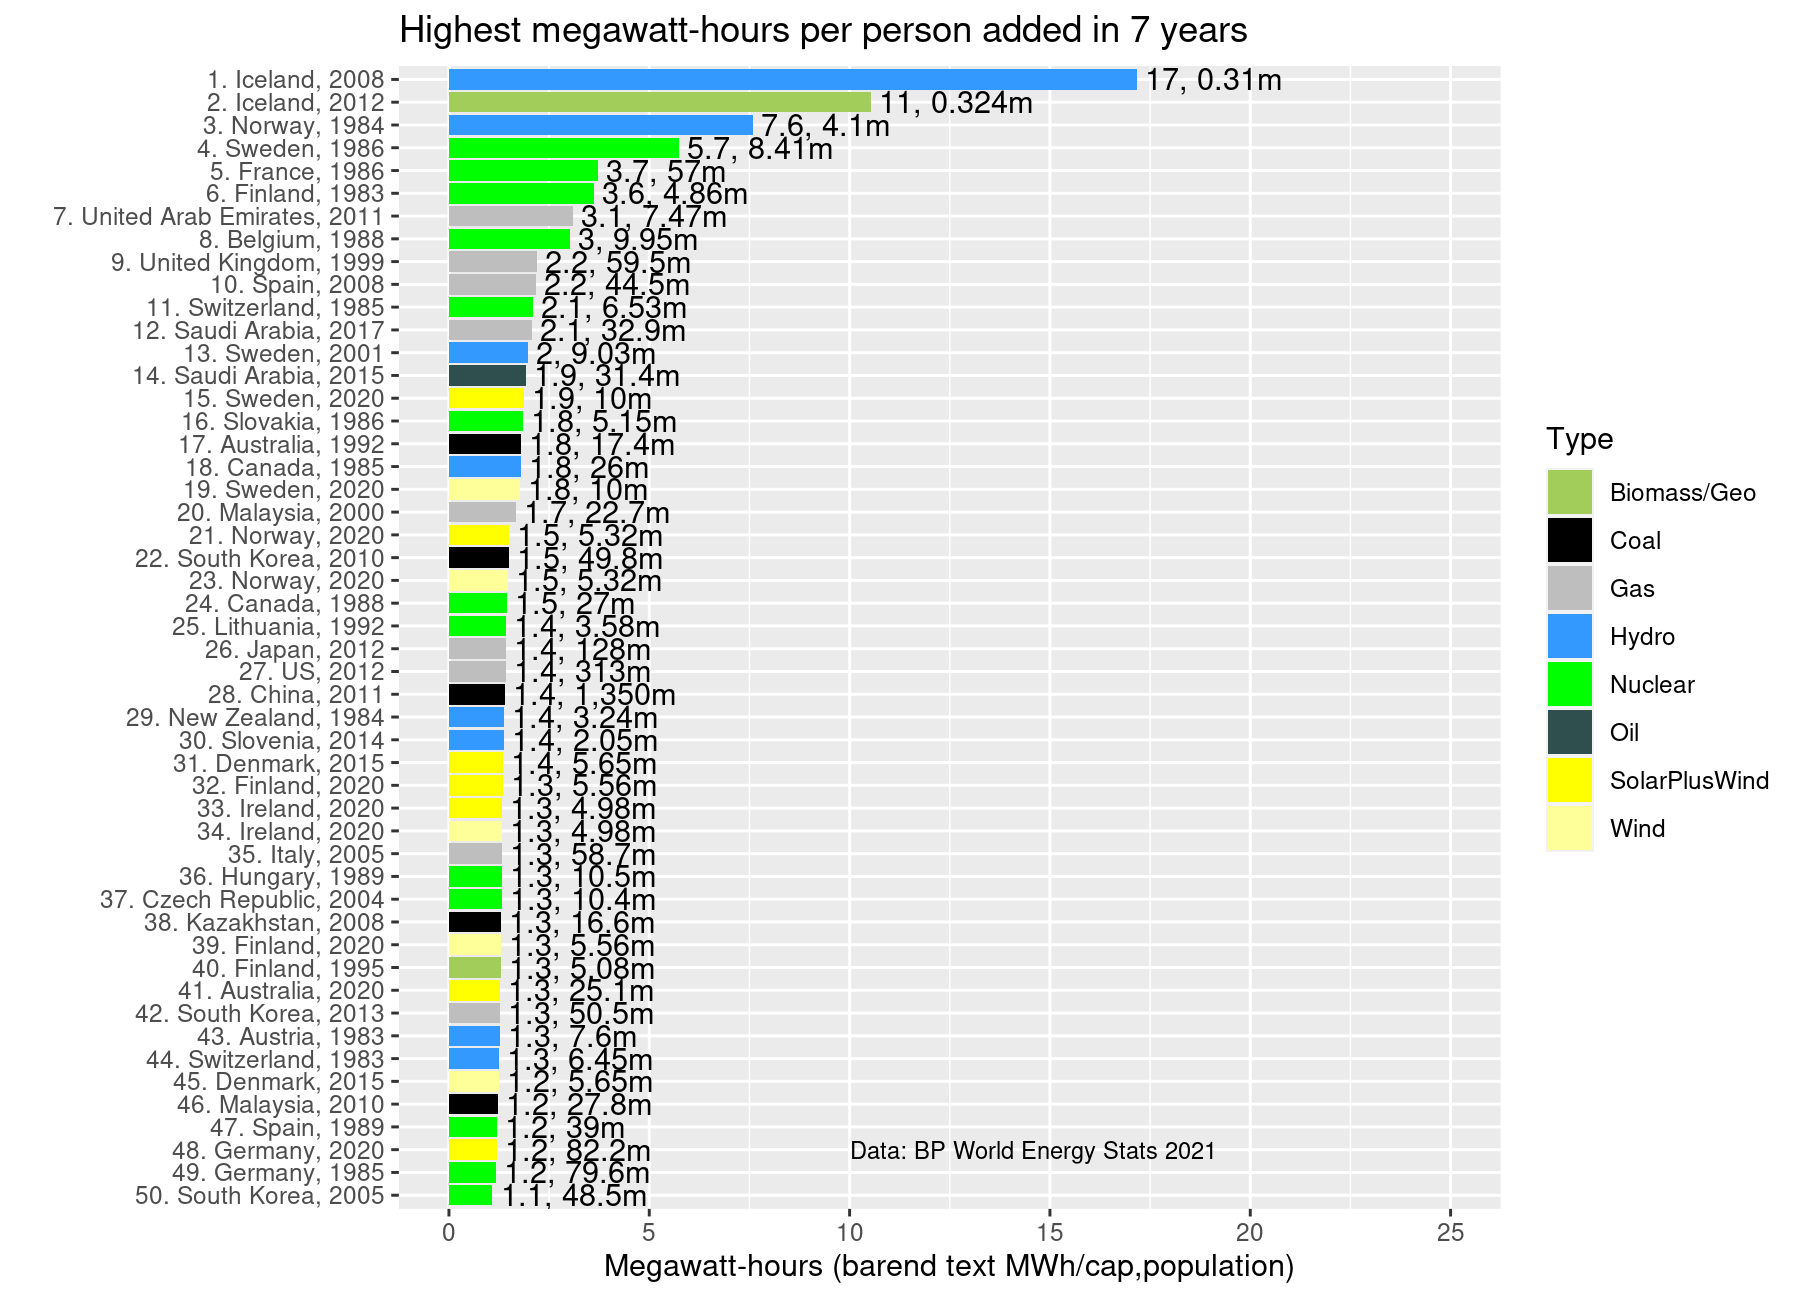 Highest megawatt-hours per person added in 7 years
1. Iceland, 2008 17, 0.31m
2. Iceland, 2012 11, 0.324m
3. Norway, 1984 7.6, 4.1m
4. Sweden, 1986 5.7, 8.41m
5. France, 1986 3.7, 57m
6. Finland, 1983 3.6, 4.86m
7. United Arab Emirates, 2011 3.1, 7.47m
8. Belgium, 1988 3, 9.95m
9. United Kingdom, 1999 2.2, 59.5m
10. Spain, 2008 2.2, 44.5m
11. Switzerland, 1985 2.1, 6.53m
12. Saudi Arabia, 2017 2.1, 32.9m
13. Sweden, 2001 2, 9.03m
14. Saudi Arabia, 2015 1.9, 31.4m
15. Sweden, 2020 1.9, 10m
16. Slovakia, 1986 1.8, 5.15m
17. Australia, 1992 1.8, 17.4m
18. Canada, 1985 1.8, 26m
19. Sweden, 2020 1.8, 10m
20. Malaysia, 2000 1.7, 22.7m
21. Norway, 2020 1.5, 5.32m
22. South Korea, 2010 1.5, 49.8m
23. Norway, 2020 1.5, 5.32m
24. Canada, 1988 1.5, 27m
25. Lithuania, 1992 1.4, 3.58m
26. Japan, 2012 1.4, 128m
27. US, 2012 1.4, 313m
28. China, 2011 1.4, 1,350m
29. New Zealand, 1984 1.4, 3.24m
30. Slovenia, 2014 1.4, 2.05m
31. Denmark, 2015 1.4, 5.65m
32. Finland, 2020 1.3, 5.56m
33. Ireland, 2020 1.3, 4.98m
34. Ireland, 2020 1.3, 4.98m
35. Italy, 2005 1.3, 58.7m
36. Hungary, 1989 1.3, 10.5m
37. Czech Republic, 2004 1.3, 10.4m
38. Kazakhstan, 2008 1.3, 16.6m
39. Finland, 2020 1.3, 5.56m
40. Finland, 1995 1.3, 5.08m
41. Australia, 2020 1.3, 25.1m
42. South Korea, 2013 1.3, 50.5m
43. Austria, 1983 1.3, 7.6m
44. Switzerland, 1983 1.3, 6.45m
45. Denmark, 2015 1.2, 5.65m
46. Malaysia, 2010 1.2, 27.8m
47. Spain, 1989 1.2, 39m
48. Germany, 2020 1.2, 82.2m Data: BP World Energy Stats 2021
49. Germany, 1985 1.2, 79.6m
50. South Korea, 2005 1.1, 48.5m
0 5 10 15 20 25
Megawatt-hours (barend text MWh/cap,population)
Type
Biomass/Geo
Coal
Gas
Hydro
Nuclear
Oil
SolarPlusWind
Wind